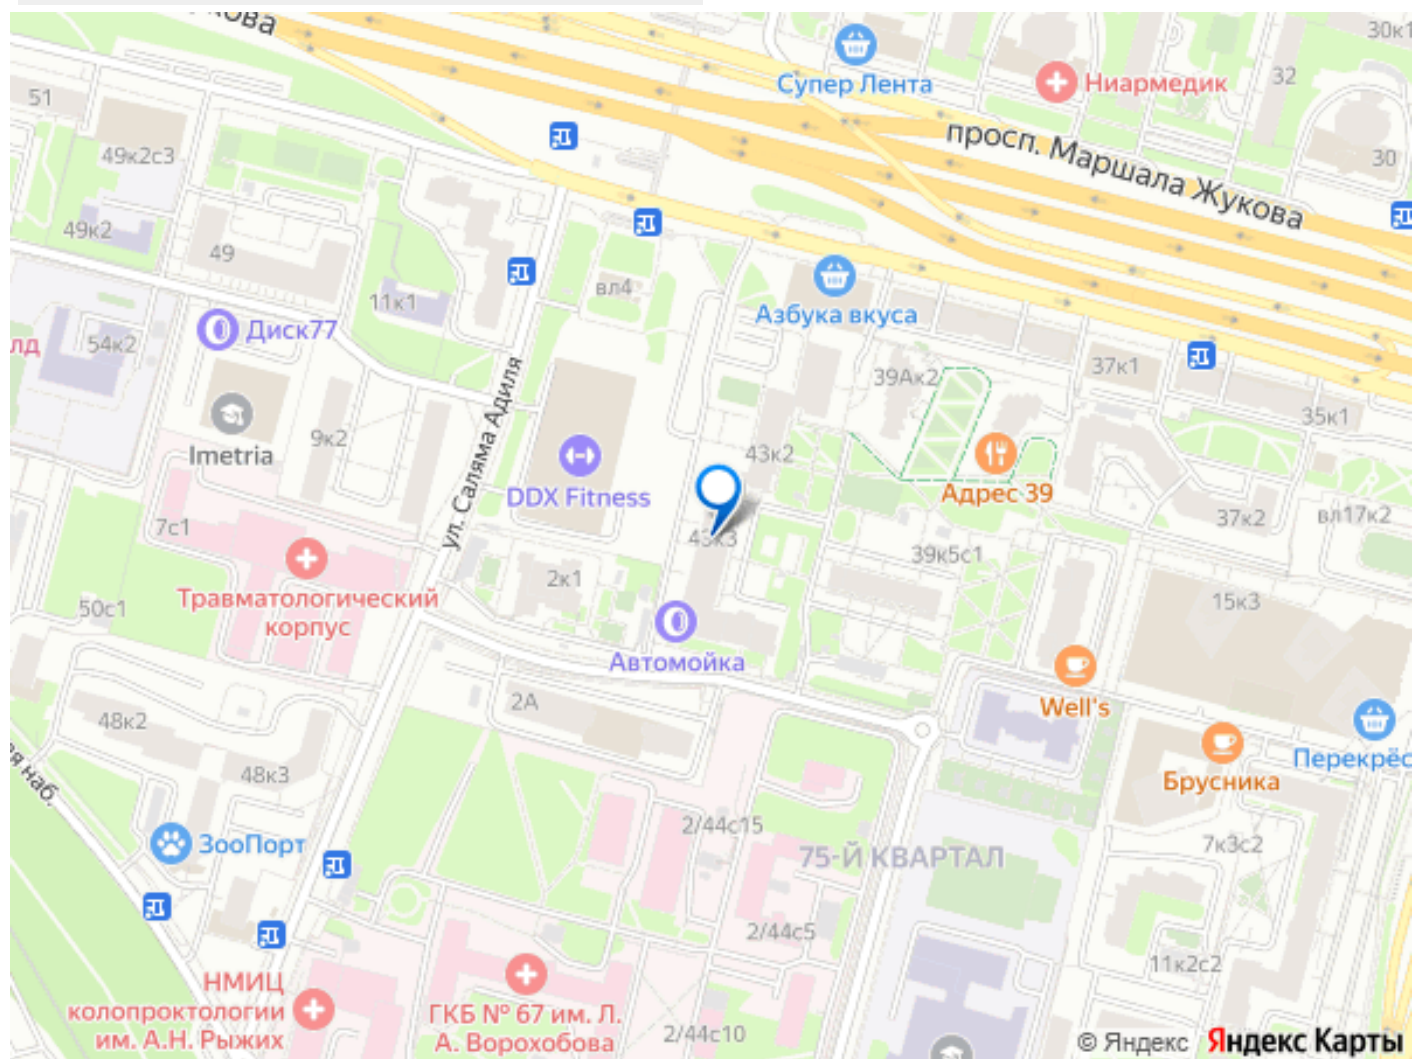 Супер Лента
Ниармедик
30к1
32
51
49к2с3
просп. Маршала Жукова
30
49к2
49
11к1
вл4
Азбука вкуса
Диск77
54к2
39Ак2
37к1
35к1
9к2
Imetria
ул. Саляма Адиля
43к2
DDX Fitness
Адрес 39
7с1
37к2
вл17к2
43к3
39к5с1
2к1
Травматологический
корпус
50с1
15к3
Автомойка
2А
48к2
Well's
48к3
Перекрёс
Брусника
ЗооПорт
наб.
2/44с15
75-Й КВАРТАЛ
7к3с2
2/44с5
11к2с2
НМИЦ
колопроктологии
им. А.Н. Рыжих
ГКБ № 67 им. Л.
А. Ворохобова
2/44с10
© Яндекс Яндекс Карты